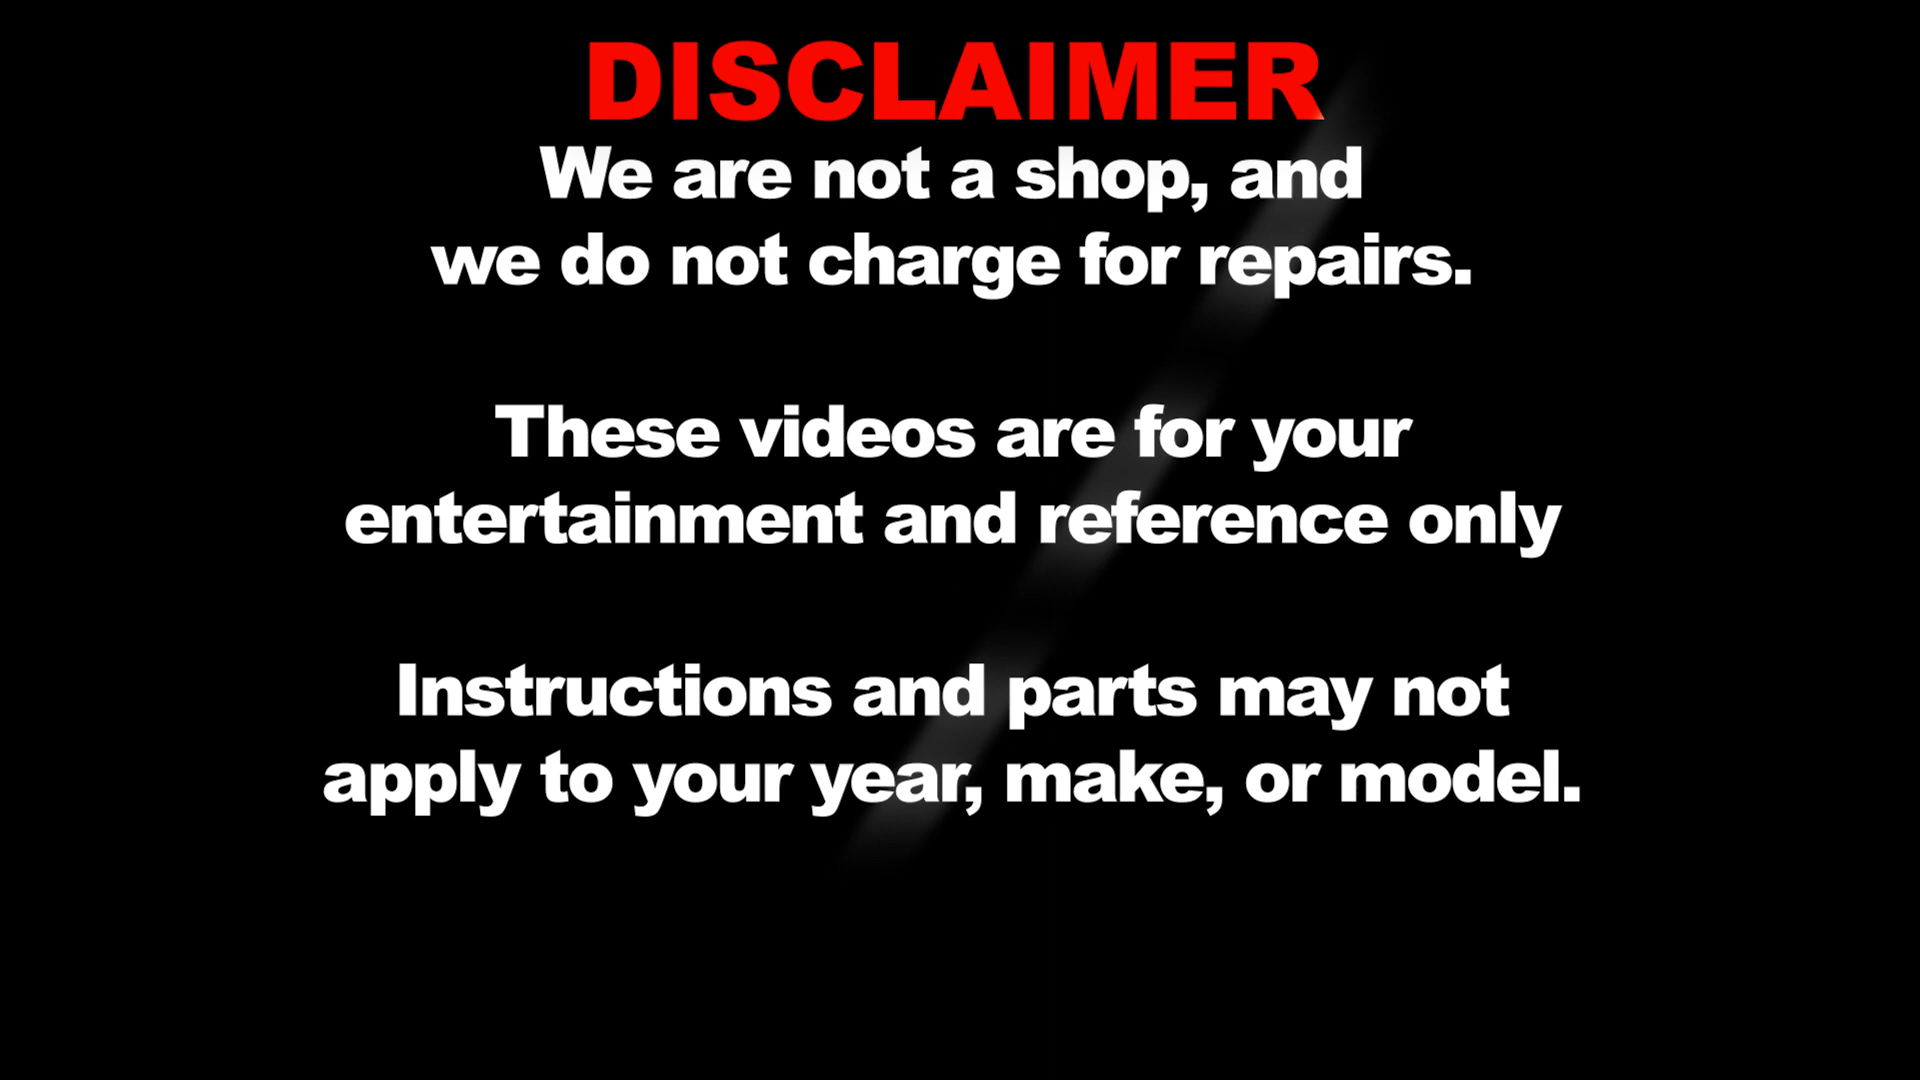 DISCLAIMER
We are not a shop, and
we do not charge for repairs.
These videos are for your
entertainment and reference only
Instructions and parts may not
apply to your year, make, or model.